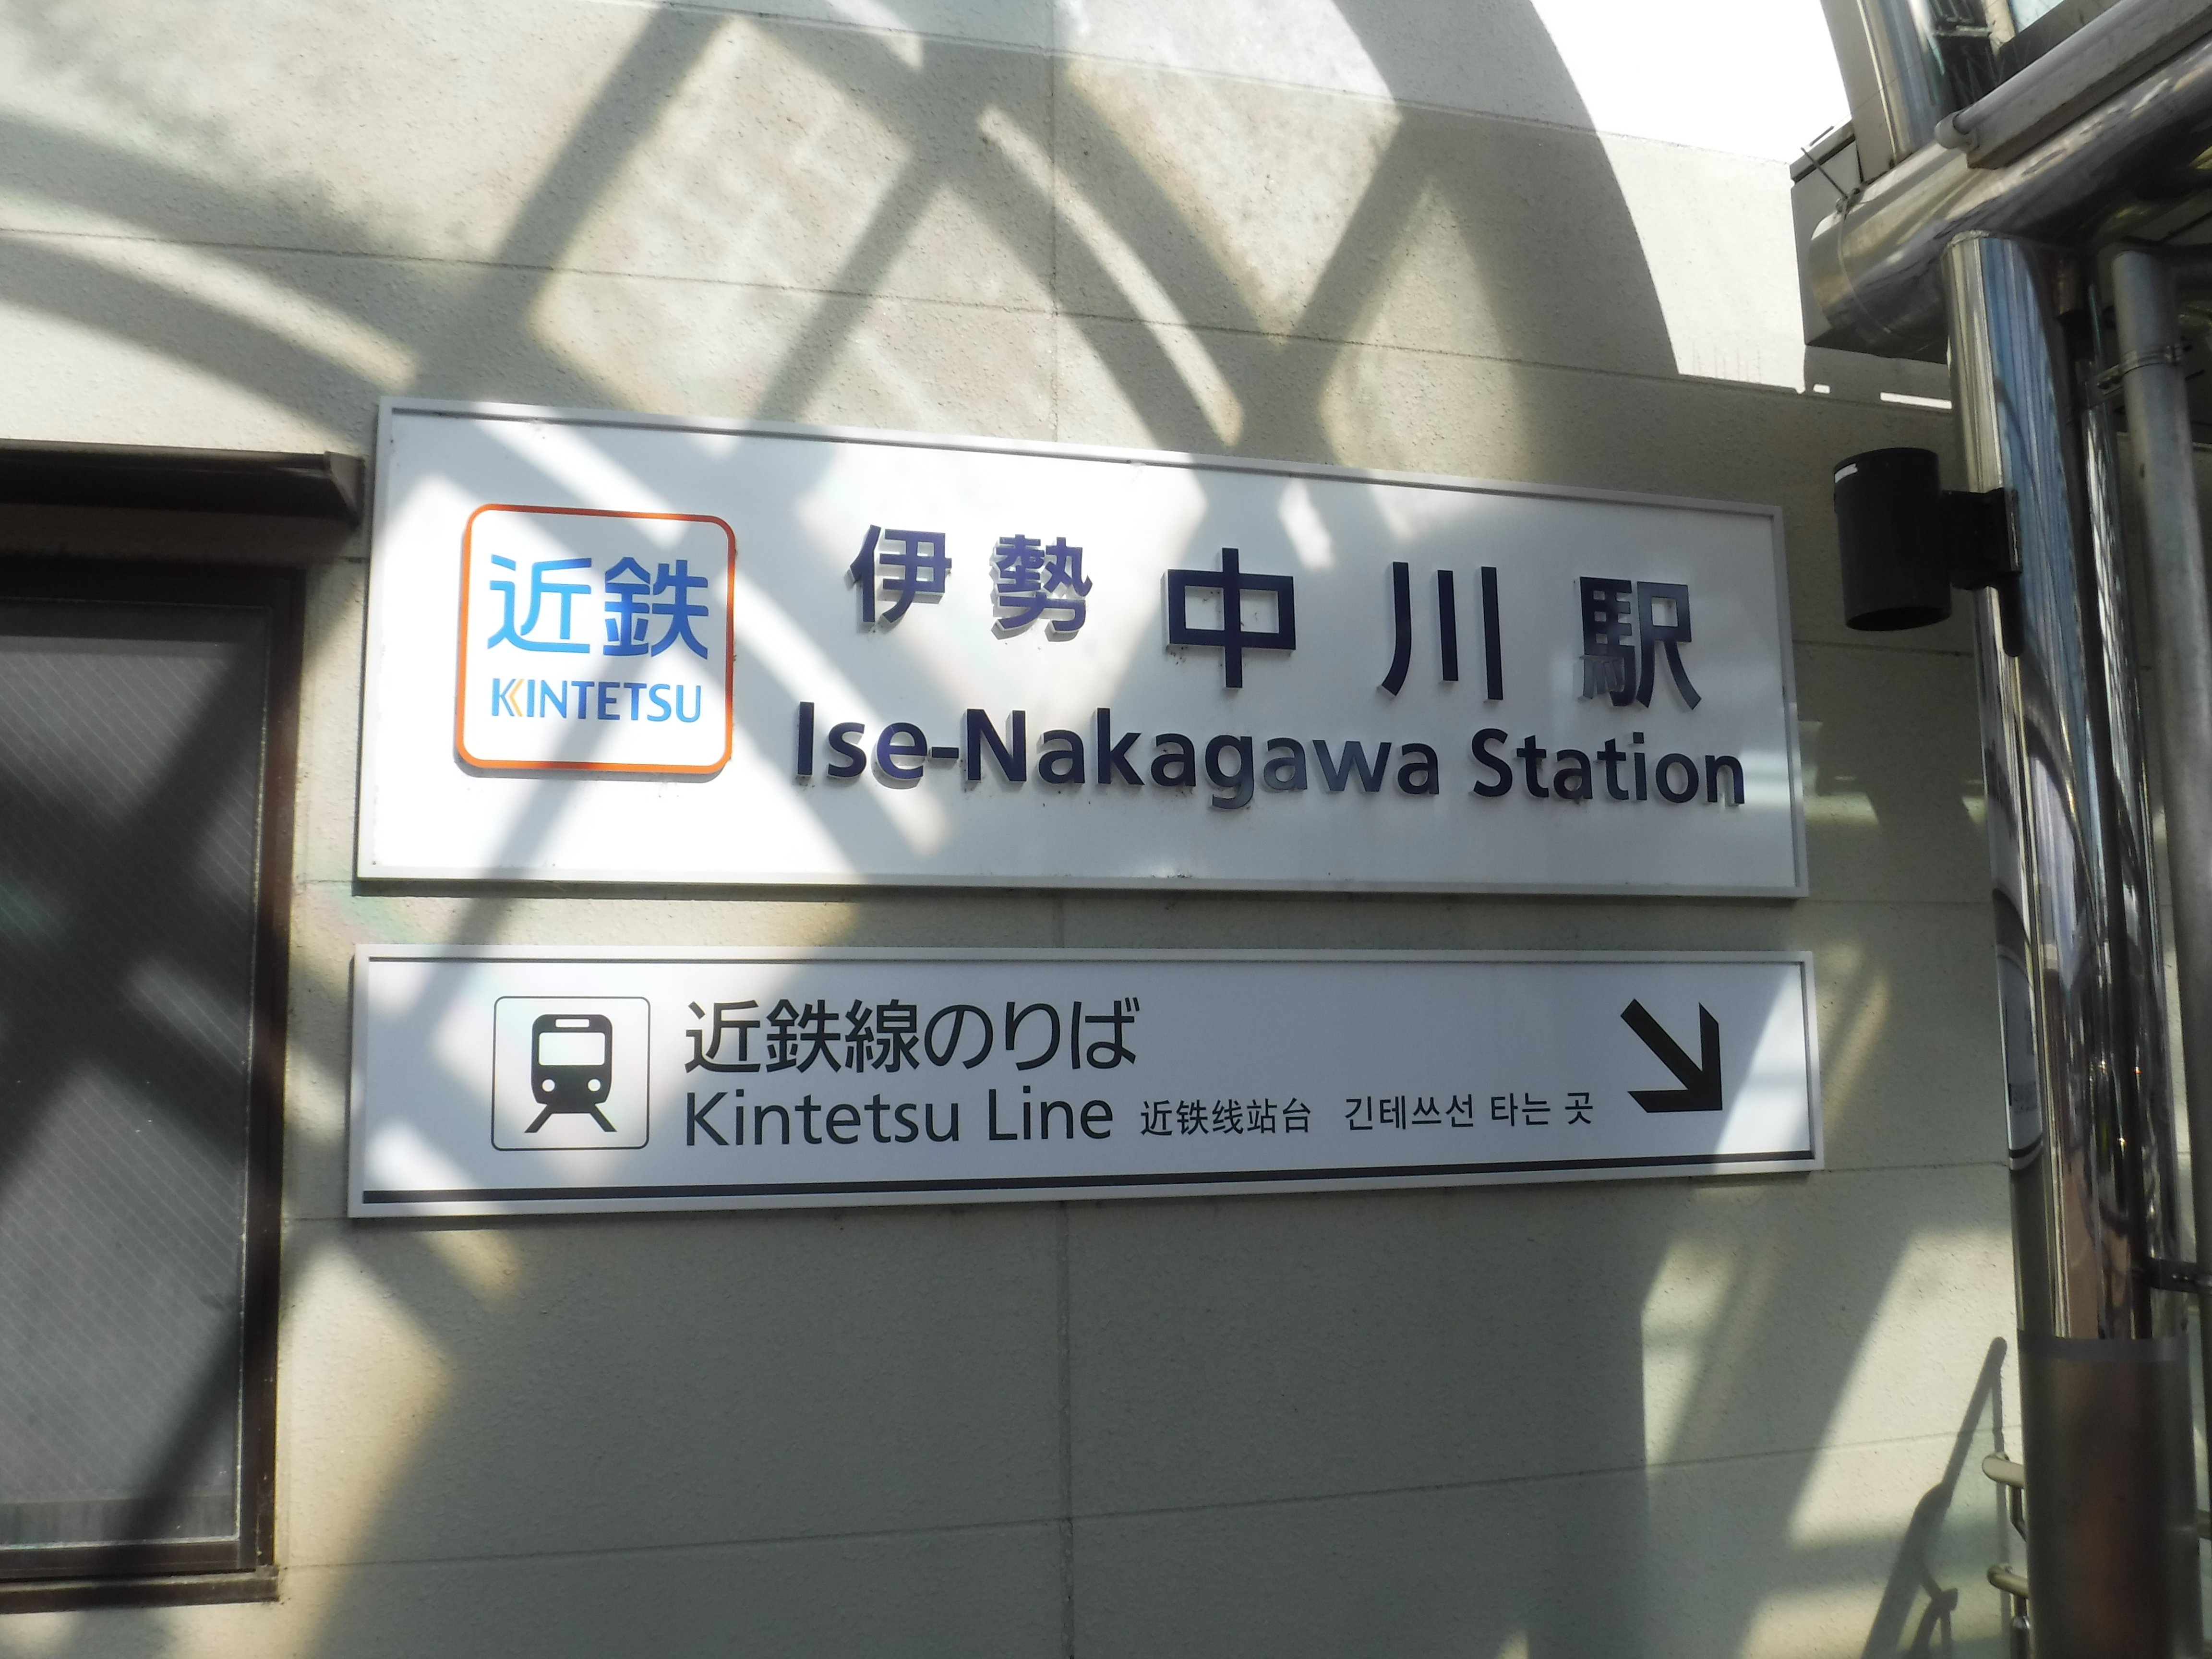 近鉄
KINTETSU
伊勢中川駅
Ise-Nakagawa Station
近鉄線のりば
Kintetsu Line 近铁线站台 긴테쓰선 타는 곳